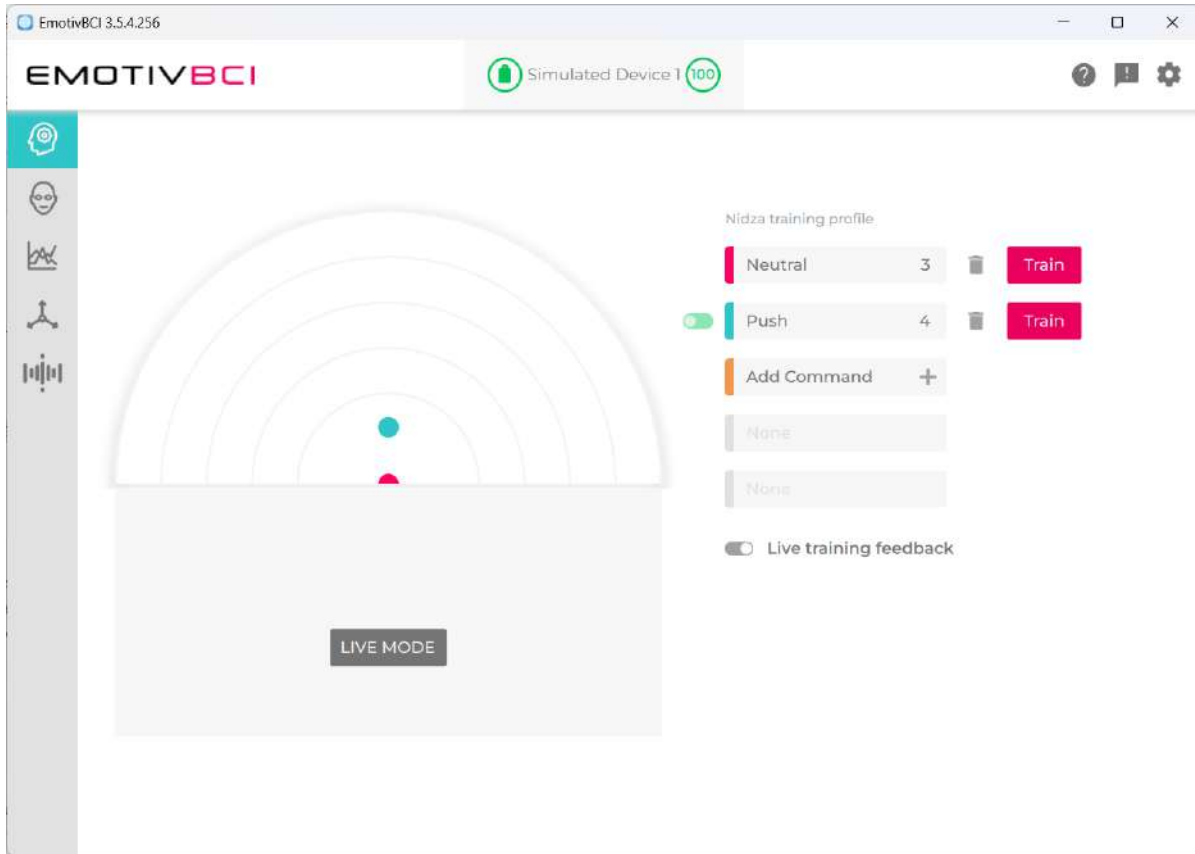 EmotivBCI 3.5.4.256
EMOTIVBCI
Simulated Device 1 100
Nidza training profile
Neutral 3 Train
Push 4 Train
Add Command +
None
None
Live training feedback
LIVE MODE